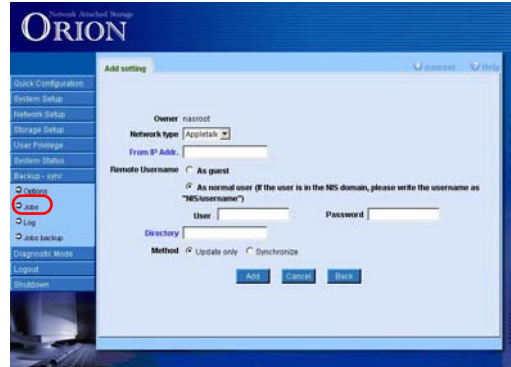 Network Attached Storage
ORION
Add setting
nasroot
Help
Quick Configuration
System Setup
Network Setup
Storage Setup
User Privilege
System Status
Backup - sync
Options
Jobs
Log
Jobs backup
Diagnostic Mode
Logout
Shutdown
Owner nasroot
Network type Appletalk
From IP Addr.
Remote Username As guest
As normal user (If the user is in the NIS domain, please write the username as
"NIS\username")
User Password
Directory
Method Update only Synchronize
Add Cancel Back